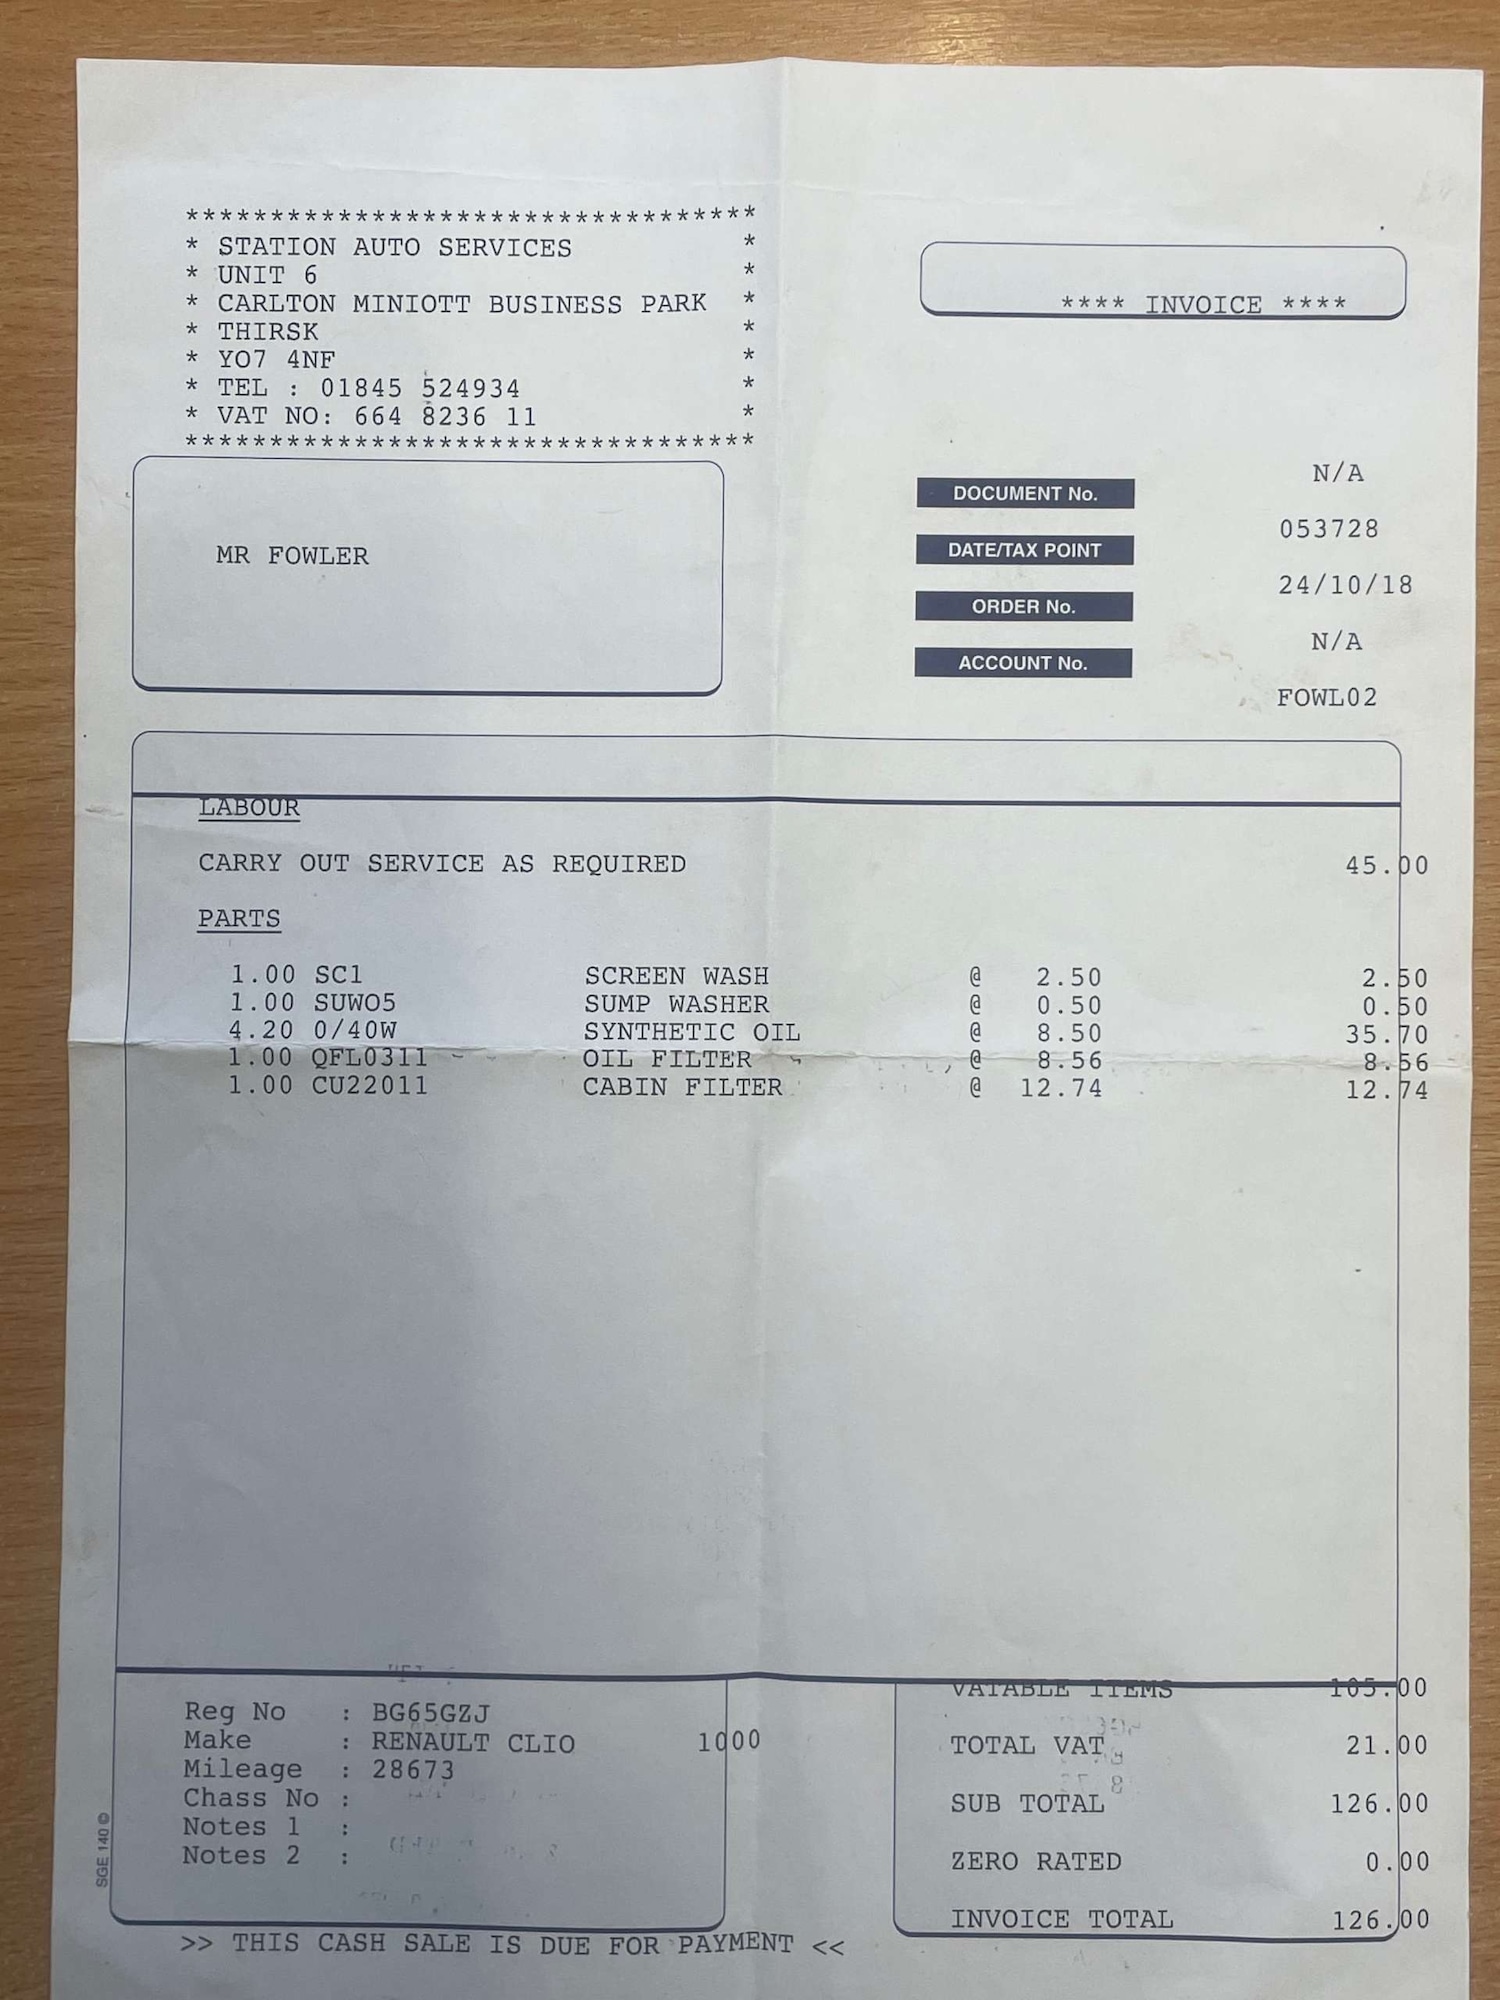 ***********************************
* STATION AUTO SERVICES *
* UNIT 6 *
* CARLTON MINIOTT BUSINESS PARK *
* THIRSK *
* YO7 4NF *
* TEL : 01845 524934 *
* VAT NO: 664 8236 11 *
***********************************
**** INVOICE ****
MR FOWLER
N/A
DOCUMENT No.
053728
DATE/TAX POINT
24/10/18
ORDER No.
N/A
ACCOUNT No.
FOWL02
LABOUR
CARRY OUT SERVICE AS REQUIRED 45.00
PARTS
1.00 SC1 SCREEN WASH @ 2.50 2.50
1.00 SUWO5 SUMP WASHER @ 0.50 0.50
4.20 0/40W SYNTHETIC OIL @ 8.50 35.70
1.00 QFL0311 OIL FILTER @ 8.56 8.56
1.00 CU22011 CABIN FILTER @ 12.74 12.74
Reg No : BG65GZJ
Make : RENAULT CLIO 1000
Mileage : 28673
Chass No :
Notes 1 :
Notes 2 :
VATABLE ITEMS 105.00
TOTAL VAT 21.00
SUB TOTAL 126.00
ZERO RATED 0.00
INVOICE TOTAL 126.00
SGE 140 ©
>> THIS CASH SALE IS DUE FOR PAYMENT <<